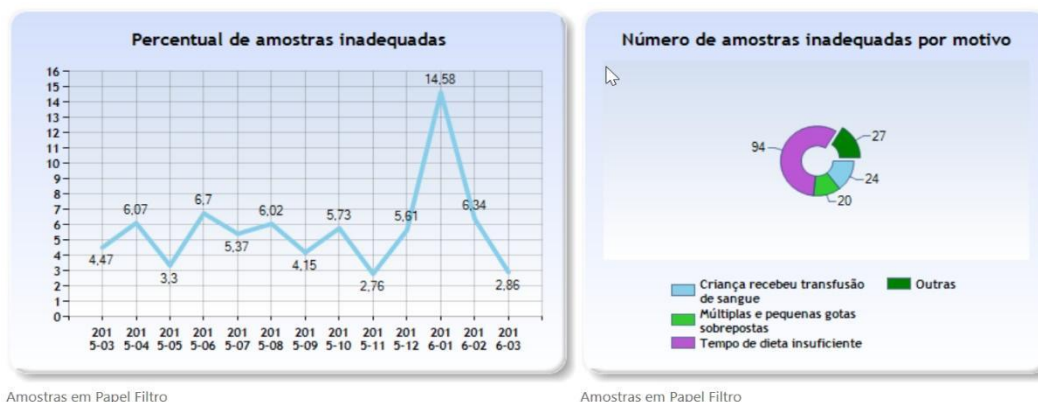 Percentual de amostras inadequadas
16
15
14
13
12
11
10
9
8
7
6
5
4
3
2
1
0
4,47
6,07
3,3
6,7
5,37
6,02
4,15
5,73
2,76
5,61
14,58
6,34
2,86
201 201 201 201 201 201 201 201 201 201 201 201 201
5-03 5-04 5-05 5-06 5-07 5-08 5-09 5-10 5-11 5-12 6-01 6-02 6-03
Amostras em Papel Filtro
Número de amostras inadequadas por motivo
94
27
24
20
Criança recebeu transfusão
de sangue
Múltiplas e pequenas gotas
sobrepostas
Tempo de dieta insuficiente
Outras
Amostras em Papel Filtro